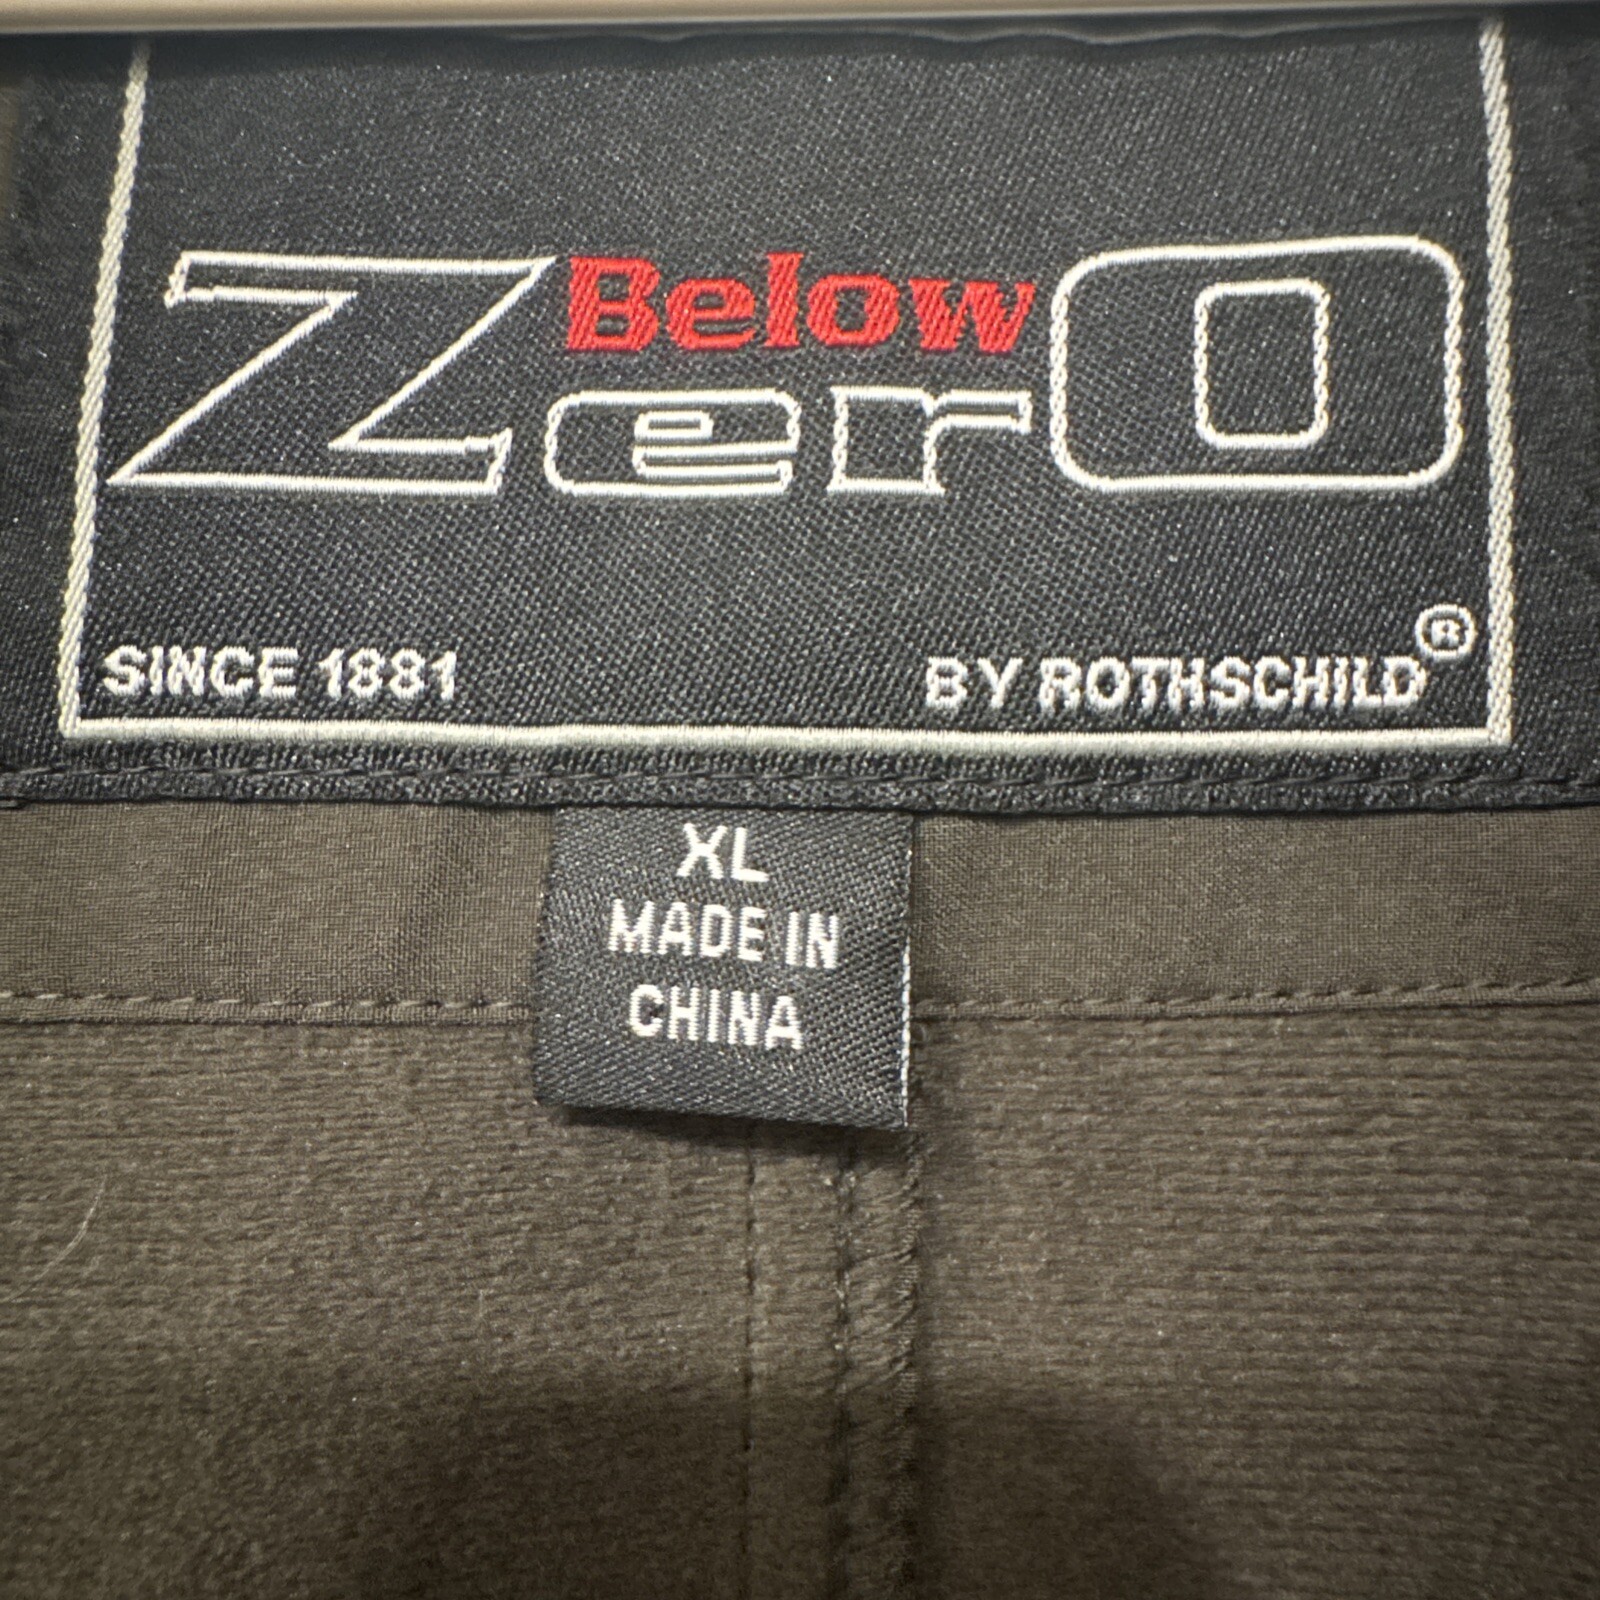 Below
Zero
SINCE 1881
BY ROTHSCHILD®
XL
MADE IN
CHINA